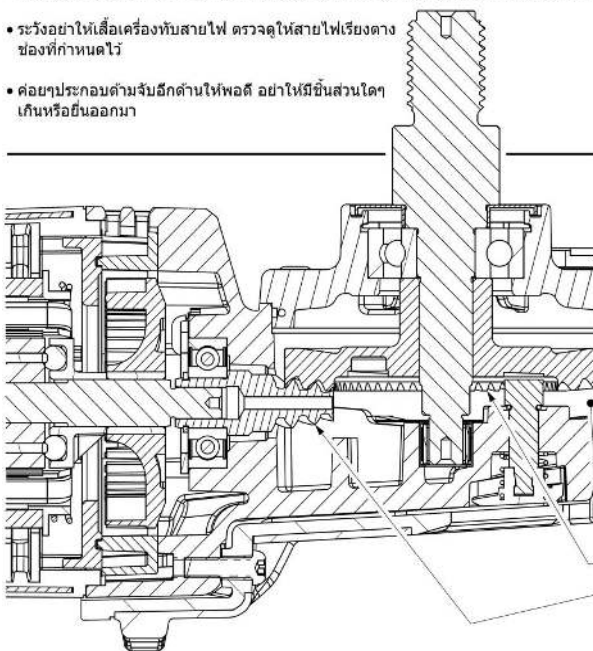 • ระวังอย่าให้เสื้อเครื่องทับสายไฟ ตรวจดูให้สายไฟเรียงตาง
ช่องที่กำหนดไว้
• ค่อยๆประกอบด้ามจับอีกด้านให้พอดี อย่าให้มีชิ้นส่วนใดๆ
เกินหรือยื่นออกมา